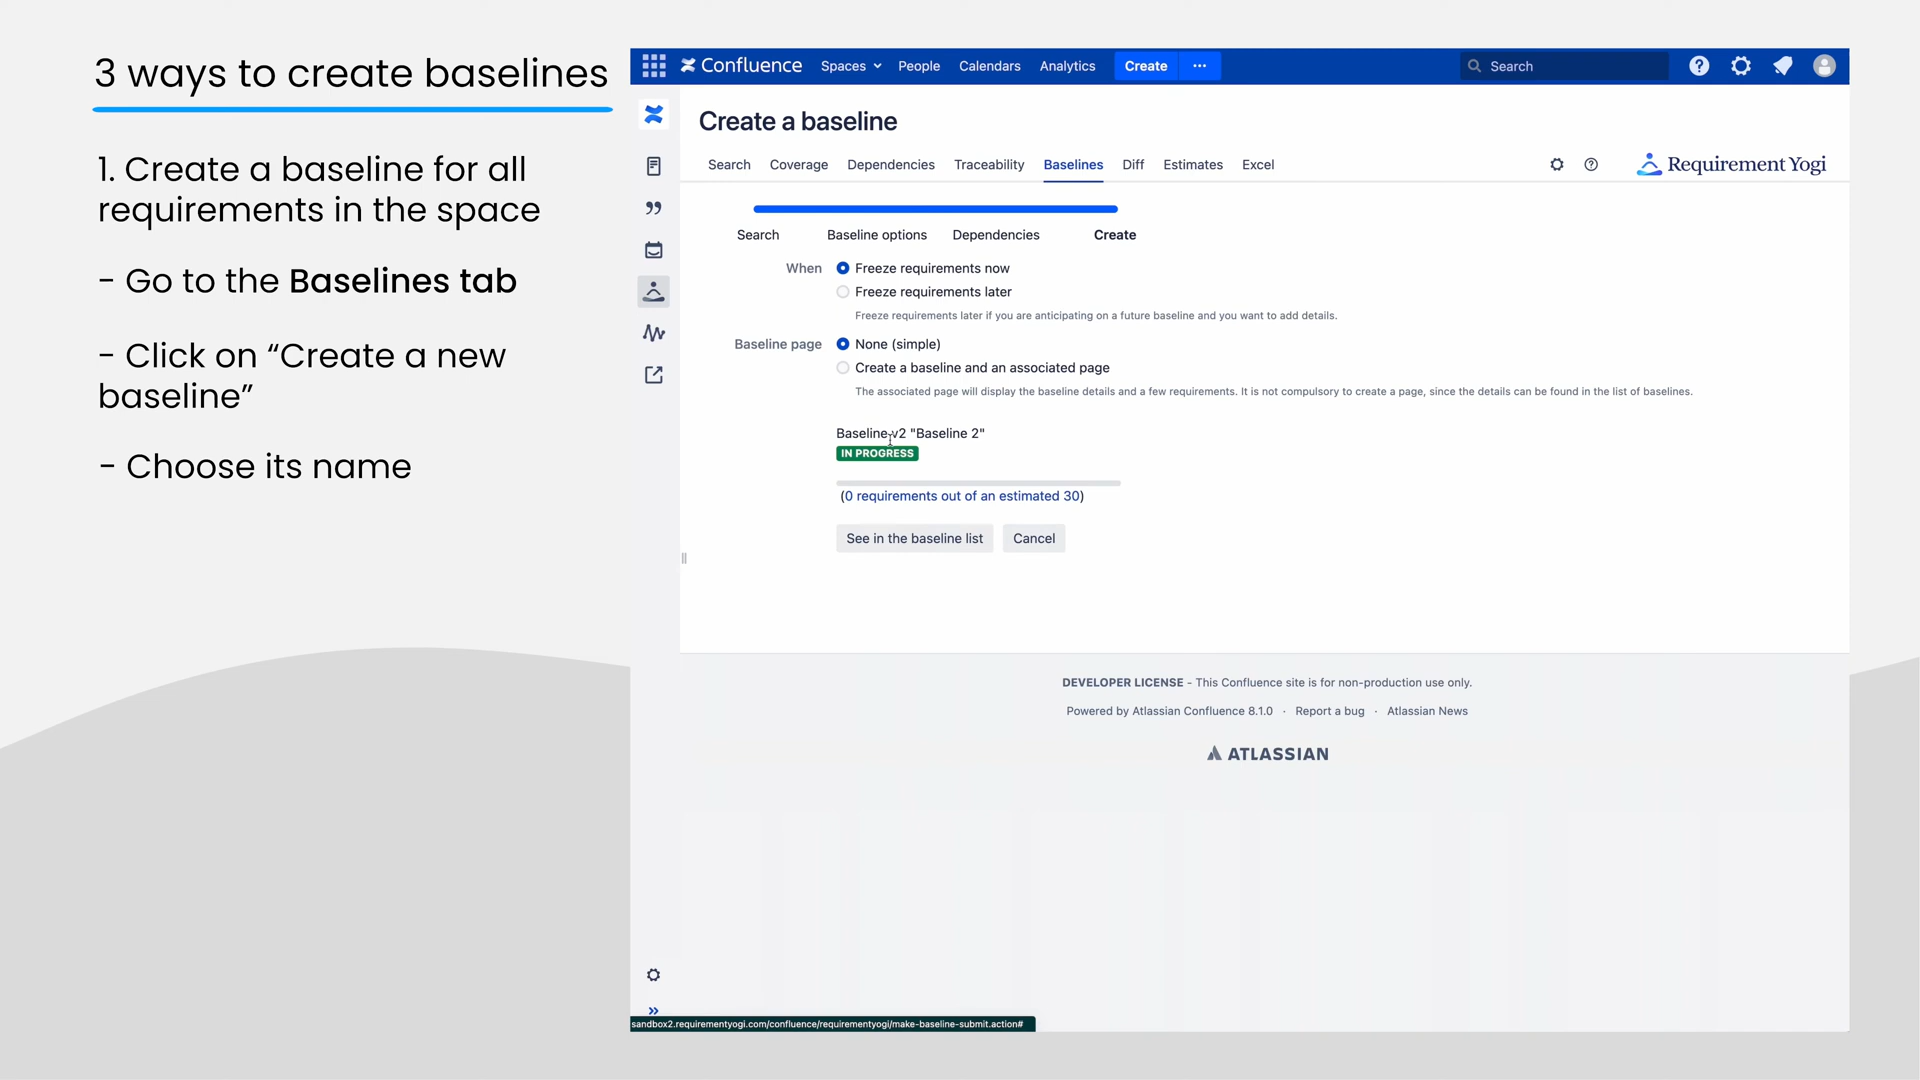 3 ways to create baselines
1. Create a baseline for all
requirements in the space
- Go to the Baselines tab
- Click on “Create a new
baseline”
- Choose its name
Confluence Spaces People Calendars Analytics Create ... Search
Create a baseline
Search Coverage Dependencies Traceability Baselines Diff Estimates Excel Requirement Yogi
Search Baseline options Dependencies Create
When Freeze requirements now
Freeze requirements later
Freeze requirements later if you are anticipating on a future baseline and you want to add details.
Baseline page None (simple)
Create a baseline and an associated page
The associated page will display the baseline details and a few requirements. It is not compulsory to create a page, since the details can be found in the list of baselines.
Baseline v2 "Baseline 2"
IN PROGRESS
(0 requirements out of an estimated 30)
See in the baseline list Cancel
DEVELOPER LICENSE - This Confluence site is for non-production use only.
Powered by Atlassian Confluence 8.1.0 · Report a bug · Atlassian News
ATLASSIAN
sandbox2.requirementyogi.com/confluence/requirementyogi/make-baseline-submit.action#